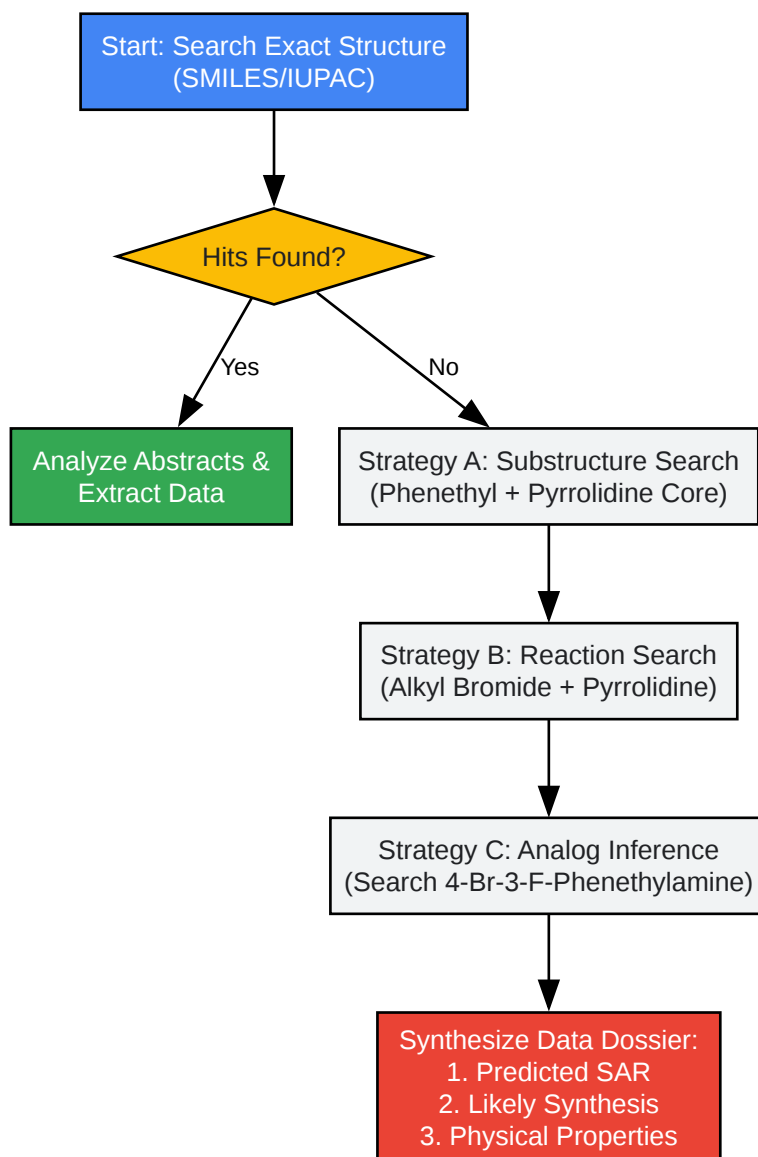 Start: Search Exact Structure
(SMILES/IUPAC)
Hits Found?
Yes
No
Analyze Abstracts &
Extract Data
Strategy A: Substructure Search
(Phenethyl + Pyrrolidine Core)
Strategy B: Reaction Search
(Alkyl Bromide + Pyrrolidine)
Strategy C: Analog Inference
(Search 4-Br-3-F-Phenethylamine)
Synthesize Data Dossier:
1. Predicted SAR
2. Likely Synthesis
3. Physical Properties